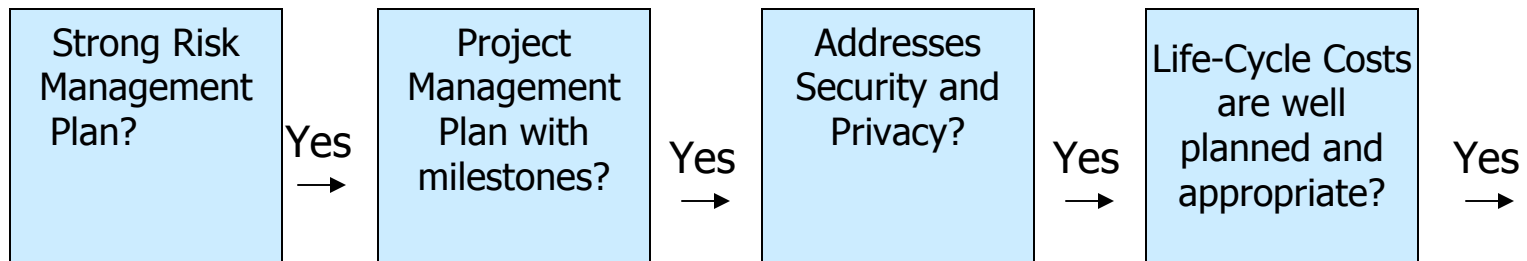 Strong Risk
Management
Plan?
Yes
Project
Management
Plan with
milestones?
Yes
Addresses
Security and
Privacy?
Yes
Life-Cycle Costs
are well
planned and
appropriate?
Yes